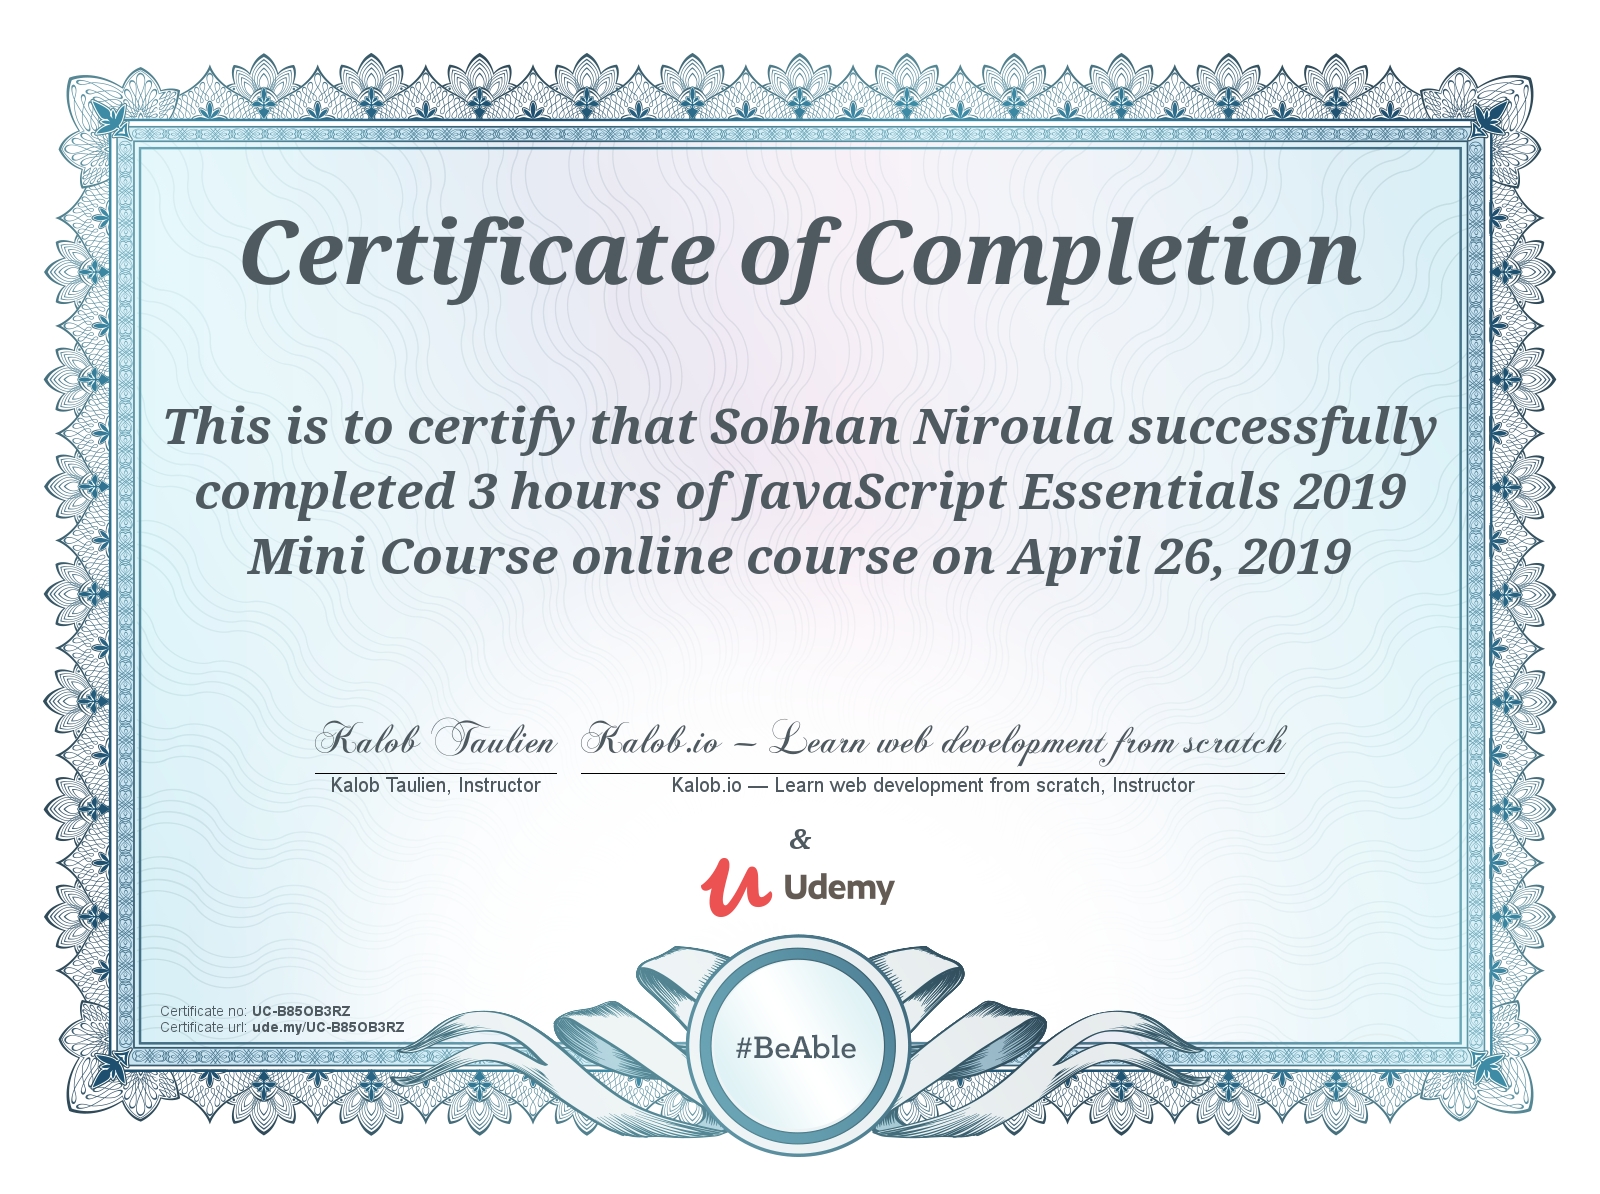 Certificate of Completion
This is to certify that Sobhan Niroula successfully
completed 3 hours of JavaScript Essentials 2019
Mini Course online course on April 26, 2019
Kalob Taulien
Kalob Taulien, Instructor
Kalob.io — Learn web development from scratch
Kalob.io — Learn web development from scratch, Instructor
&
Udemy
Certificate no: UC-B85OB3RZ
Certificate url: ude.my/UC-B85OB3RZ
#BeAble